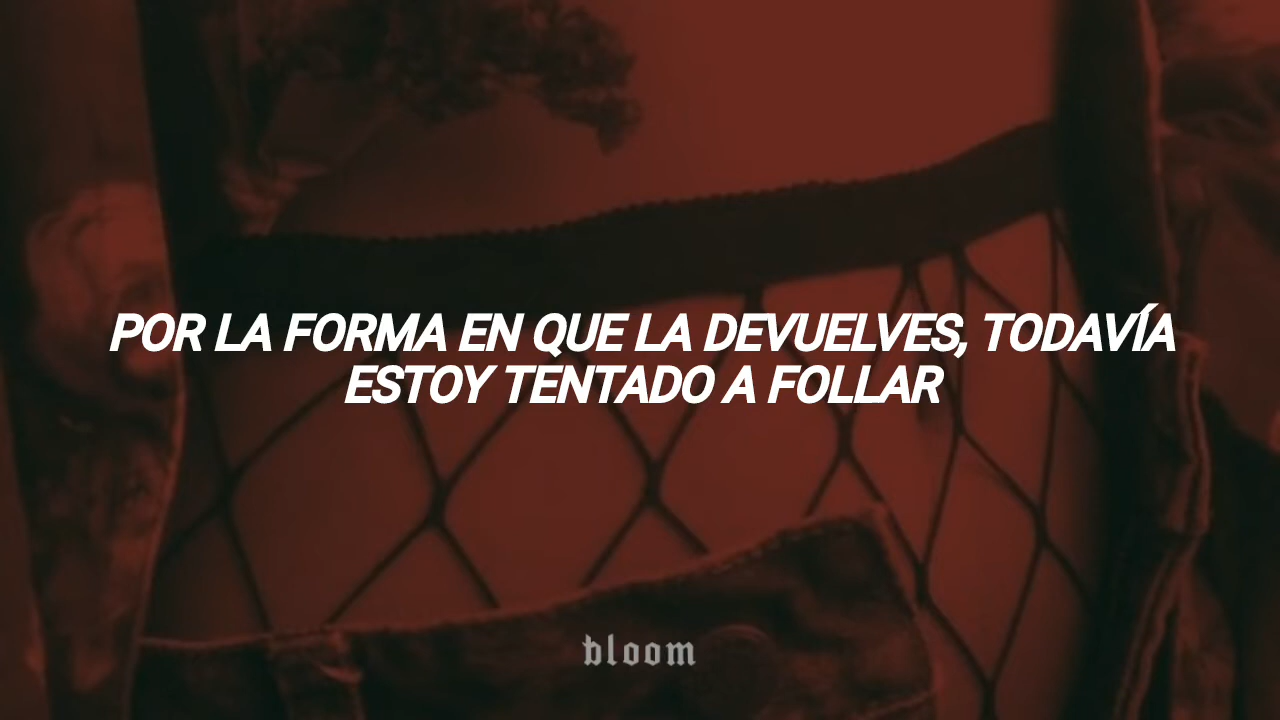 POR LA FORMA EN QUE LA DEVUELVES, TODAVÍA
ESTOY TENTADO A FOLLAR
bloom